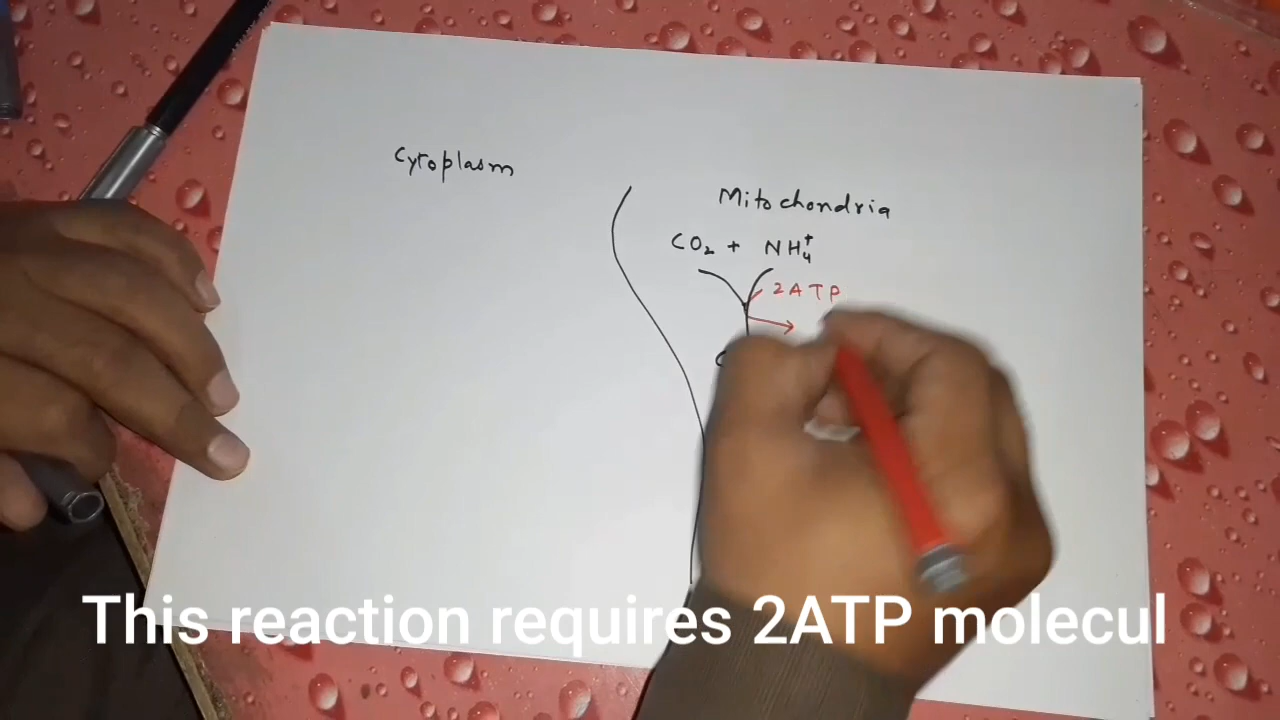 Cytoplasm
Mitochondria
CO₂ + NH₄⁺
2ATP
This reaction requires 2ATP molecul